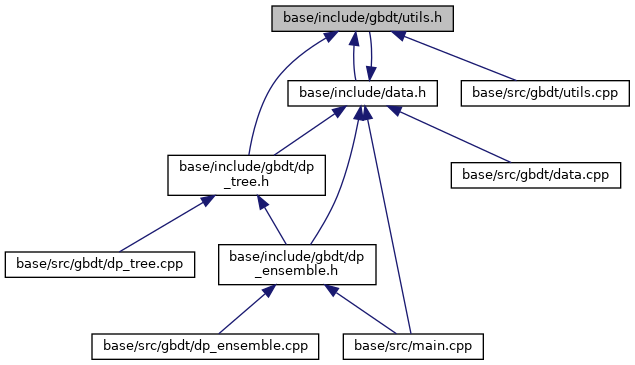 base/include/gbdt/utils.h
base/include/data.h
base/src/gbdt/utils.cpp
base/include/gbdt/dp
_tree.h
base/src/gbdt/data.cpp
base/src/gbdt/dp_tree.cpp
base/include/gbdt/dp
_ensemble.h
base/src/gbdt/dp_ensemble.cpp
base/src/main.cpp